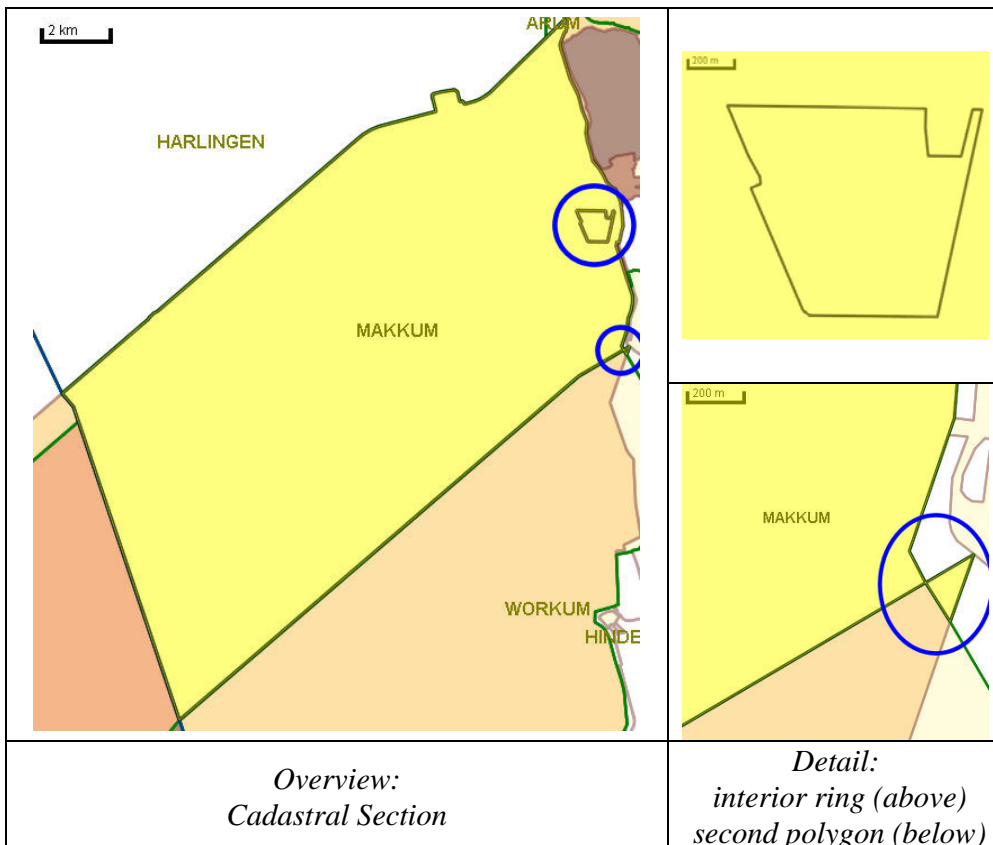 2 km
ARUM
HARLINGEN
MAKKUM
WORKUM
HINDE
200 m
200 m
MAKKUM
Overview:
Cadastral Section
Detail:
interior ring (above)
second polygon (below)